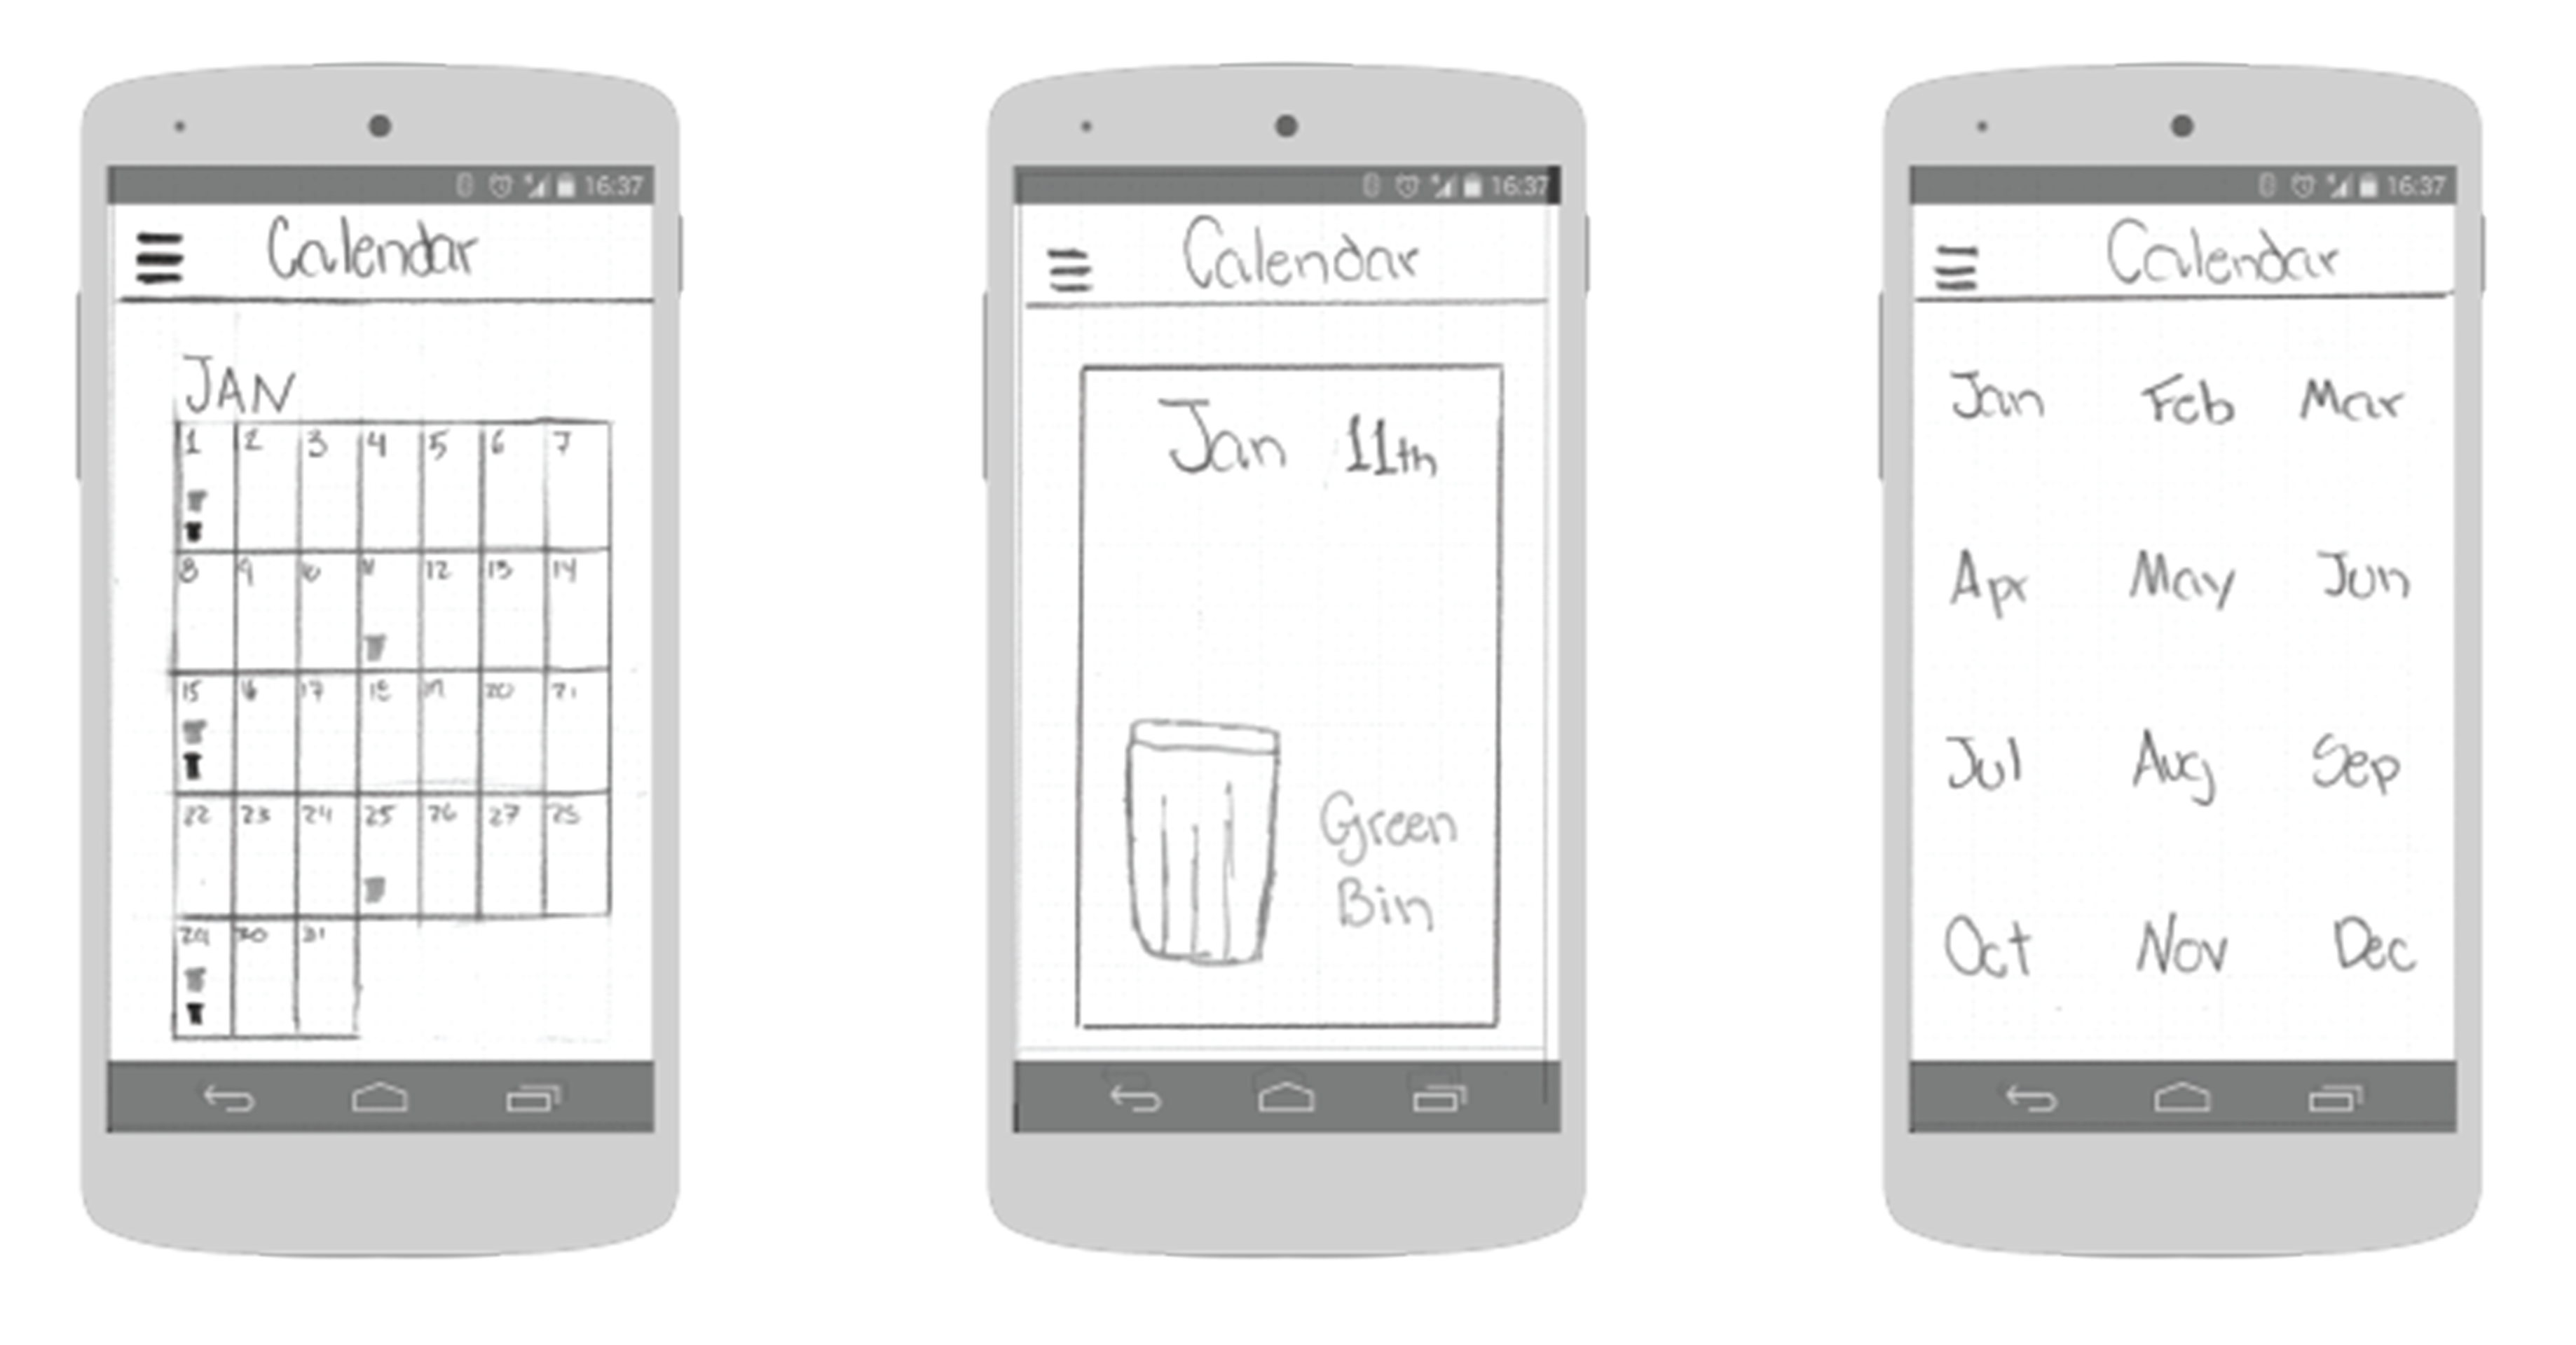 16:37
Calendar
JAN
1 2 3 4 5 6 7
8 9 10 11 12 13 14
15 16 17 18 19 20 21
22 23 24 25 26 27 28
29 30 31
16:37
Calendar
Jan 11th
Green
Bin
16:37
Calendar
Jan Feb Mar
Apr May Jun
Jul Aug Sep
Oct Nov Dec